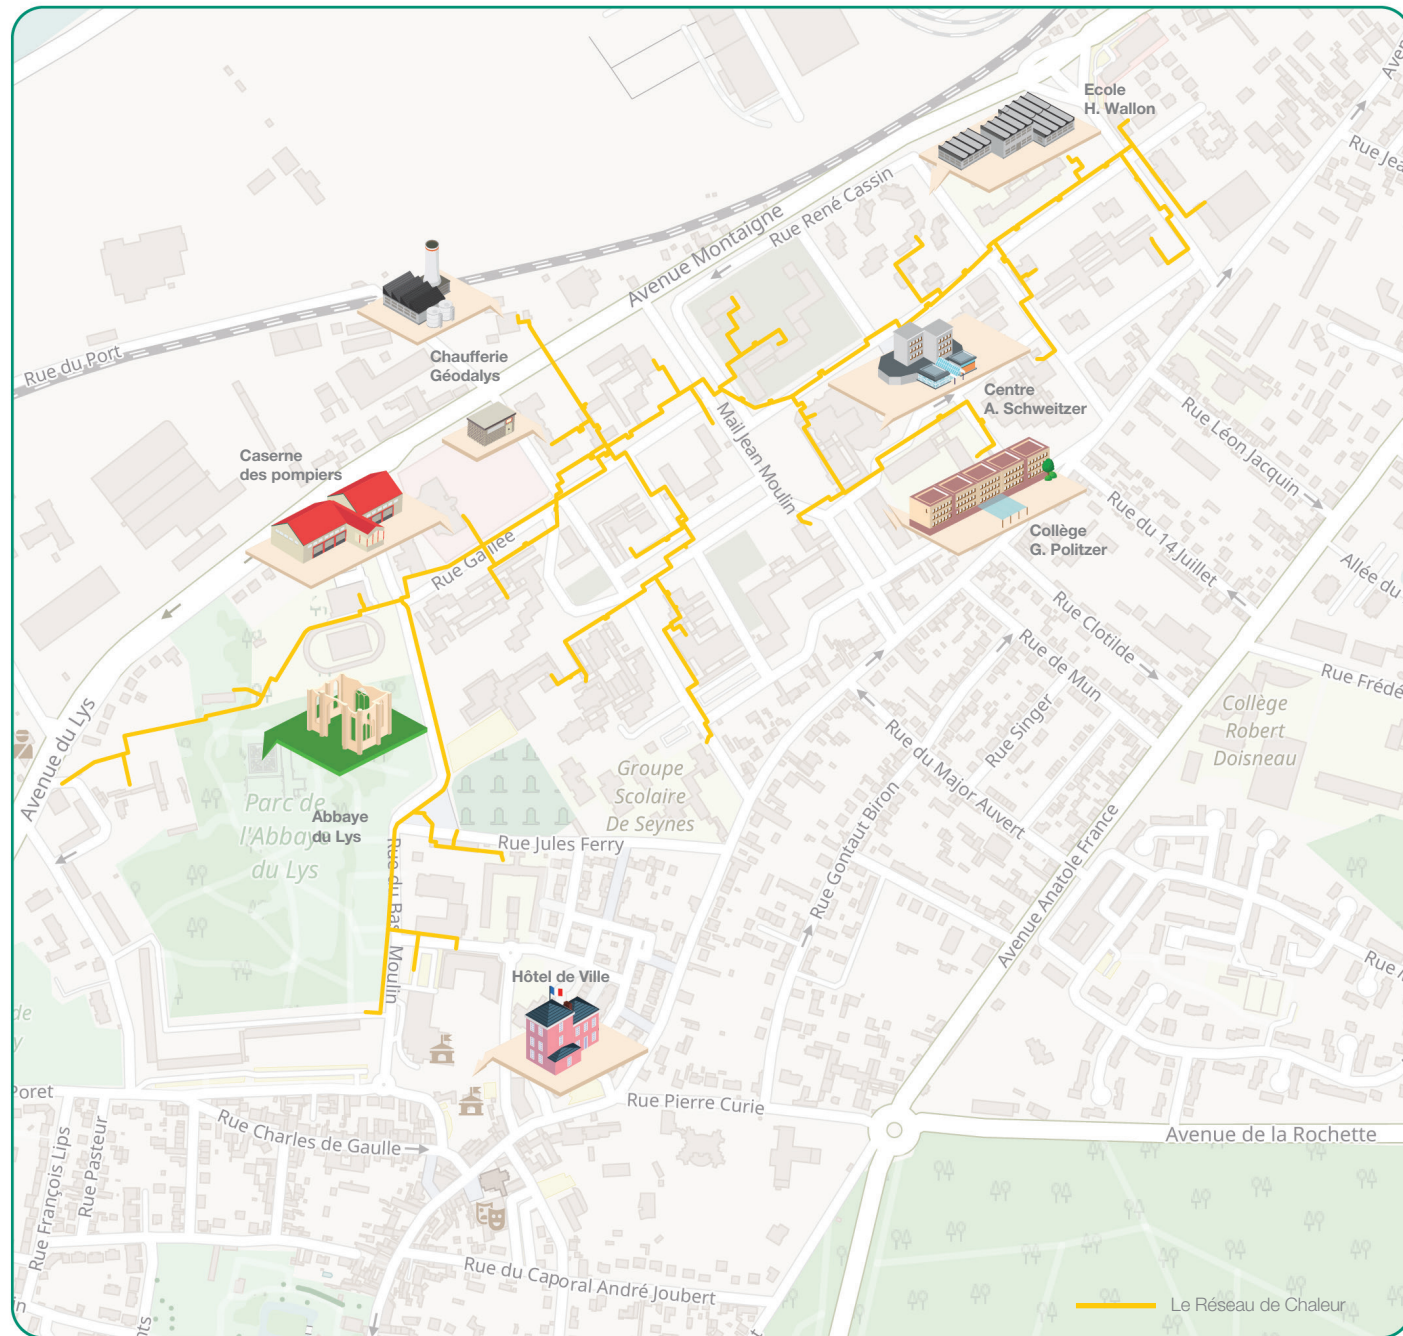 Ecole
H. Wallon
Aven
Rue Jea
Rue René Cassin
Avenue Montaigne
Rue du Port
Chaufferie
Géodalys
Centre
A. Schweitzer
Mail Jean Moulin
Rue Léon Jacquin
Caserne
des pompiers
Collège
G. Politzer
Rue du 14 Juillet
Rue Galilée
Allée du
Rue Clotilde
Rue de Mun
Rue Frédé
Avenue du Lys
Rue Singer
Collège
Robert
Doisneau
Rue du Major Auvert
Groupe
Scolaire
De Seynes
Parc de
l'Abbaye
du Lys
Abbaye
du Lys
Rue Jules Ferry
Rue Gontaut Biron
Avenue Anatole France
Rue du Bas Moulin
Hôtel de Ville
de
y
Poret
Rue Pierre Curie
Rue Charles de Gaulle
Avenue de la Rochette
Rue François Lips
Rue Pasteur
Rue du Caporal André Joubert
Le Réseau de Chaleur